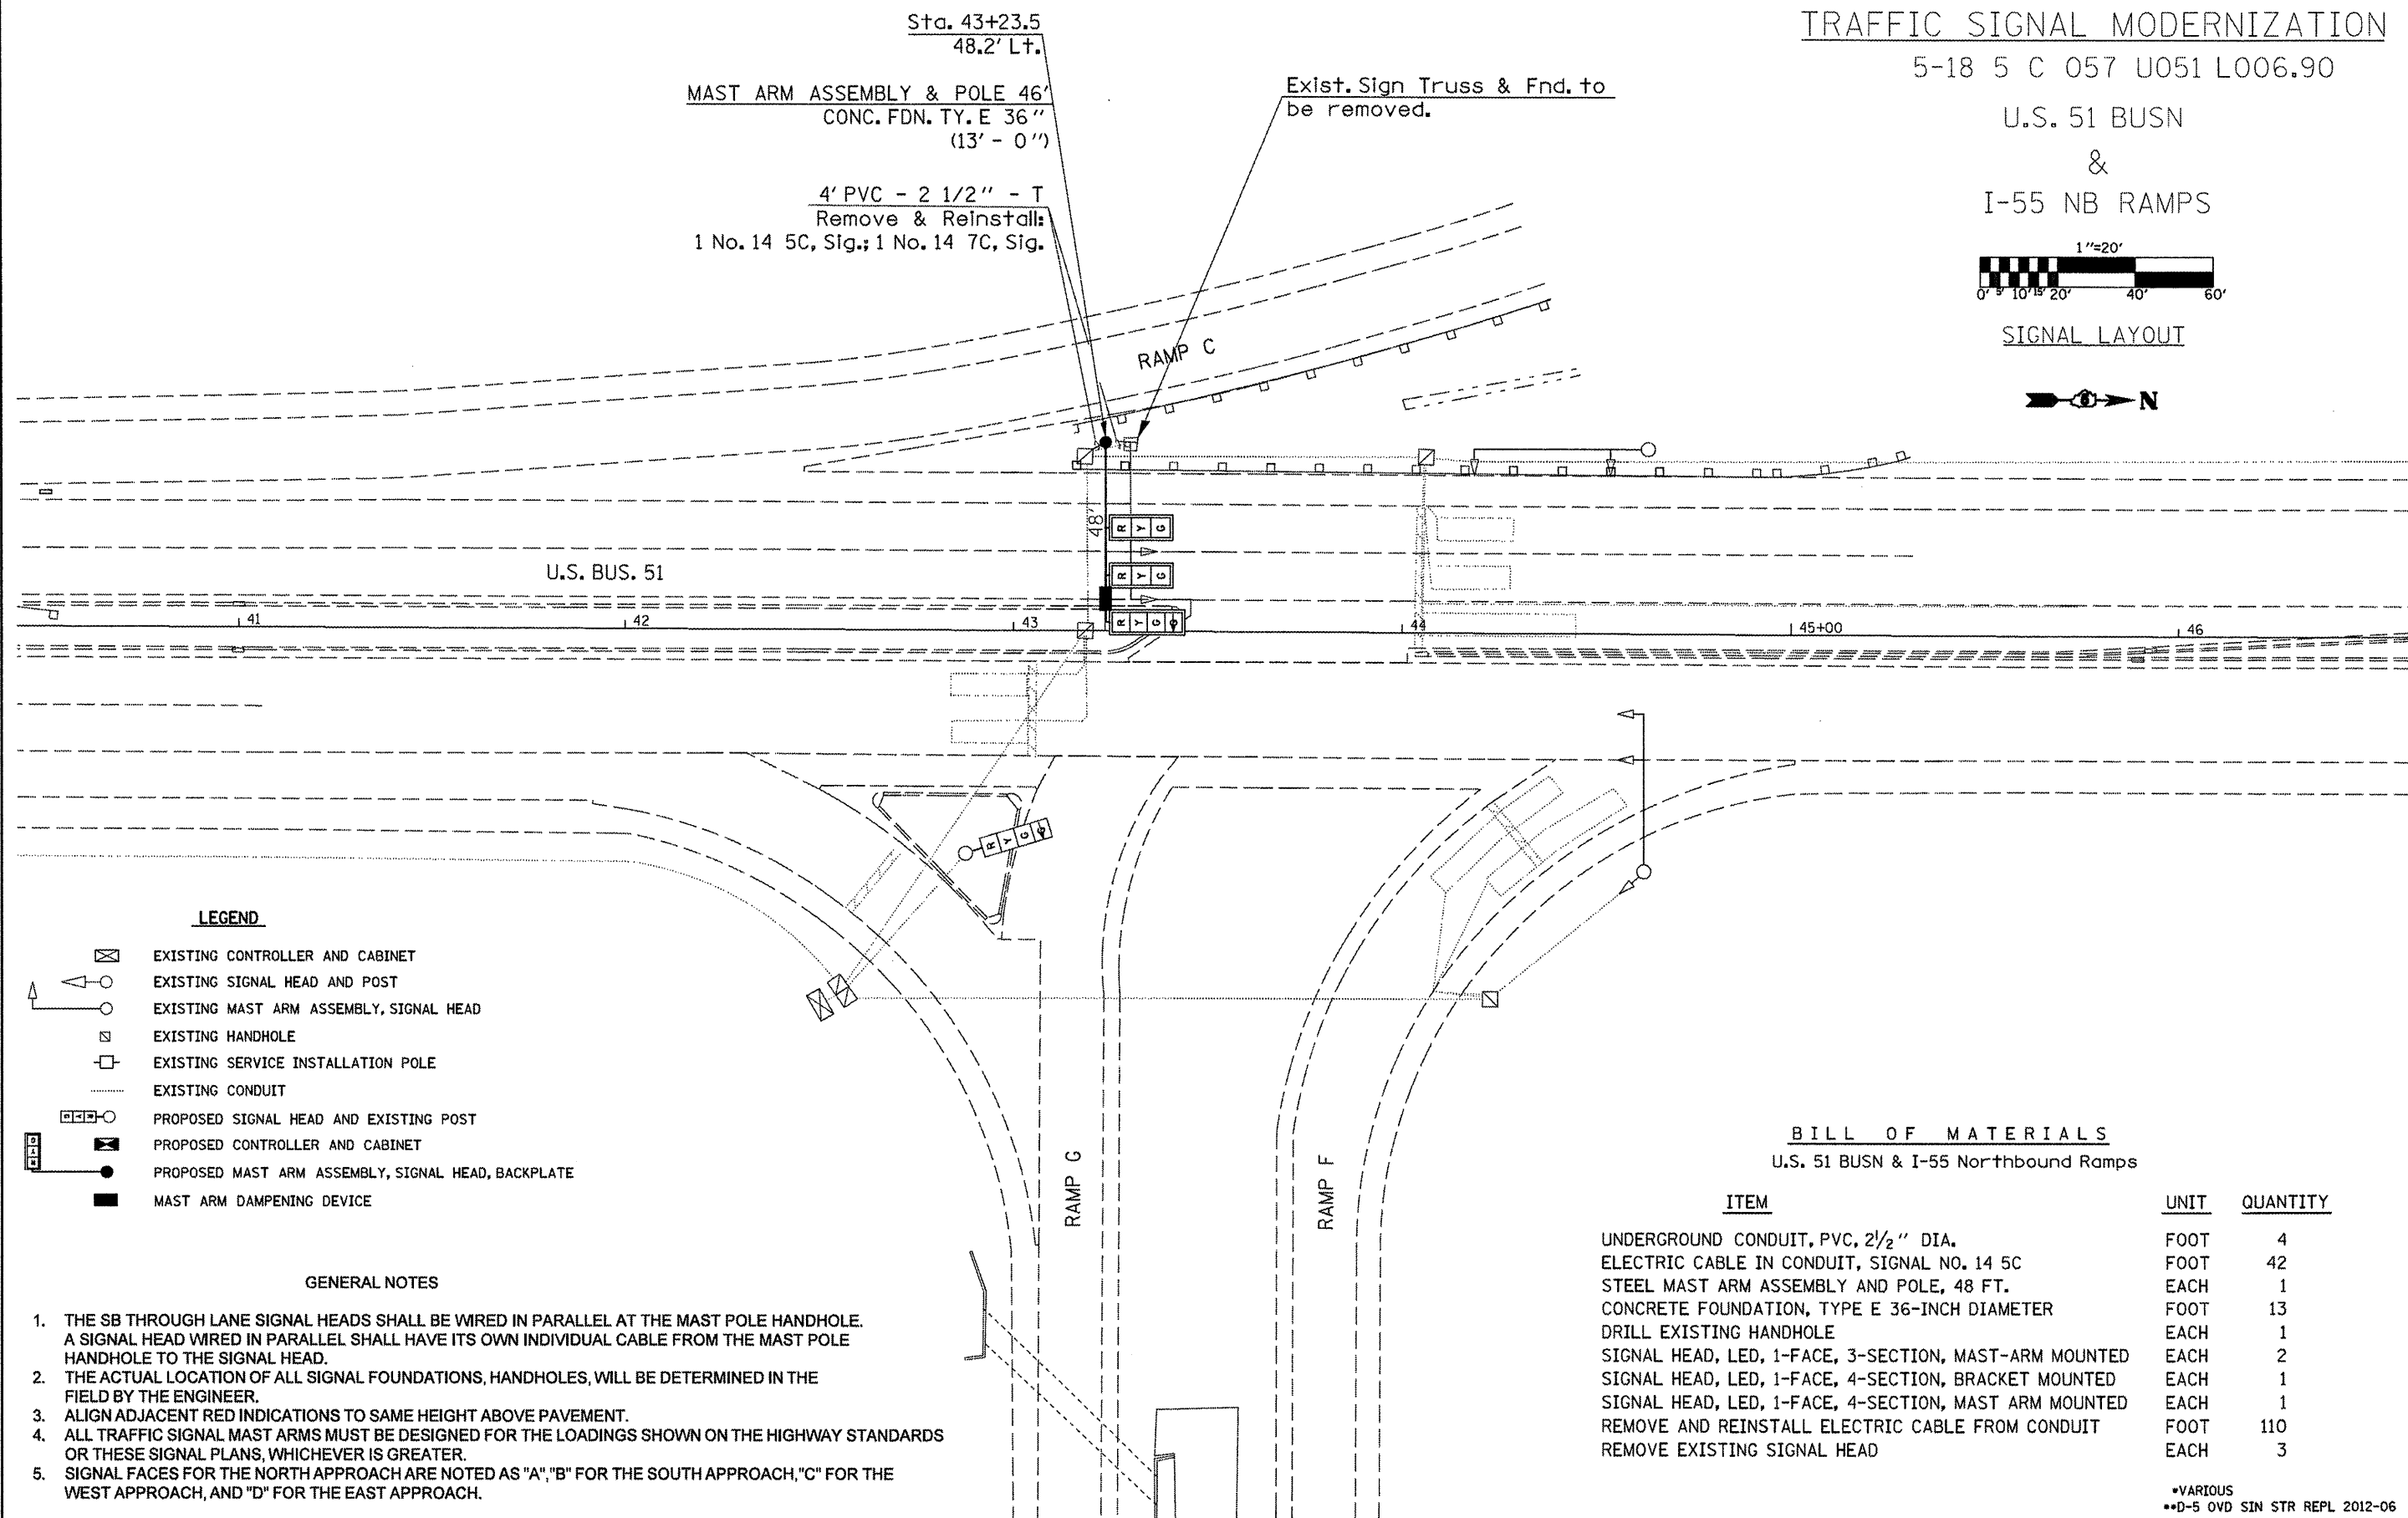 TRAFFIC SIGNAL MODERNIZATION
5-18 5 C 057 U051 L006.90
U.S. 51 BUSN
&
I-55 NB RAMPS
1"=20'
0' 5' 10' 15' 20' 40' 60'
SIGNAL LAYOUT
N
Sta. 43+23.5
48.2' Lt.
MAST ARM ASSEMBLY & POLE 46'
CONC. FDN. TY. E 36"
(13' - 0")
4' PVC - 2 1/2" - T
Remove & Reinstall:
1 No. 14 5C, Sig.; 1 No. 14 7C, Sig.
Exist. Sign Truss & Fnd. to
be removed.
RAMP C
48'
R Y G
R Y G
R Y G G
U.S. BUS. 51
41
42
43
44
45+00
46
R Y G G
RAMP G
RAMP F
LEGEND
EXISTING CONTROLLER AND CABINET
EXISTING SIGNAL HEAD AND POST
EXISTING MAST ARM ASSEMBLY, SIGNAL HEAD
EXISTING HANDHOLE
EXISTING SERVICE INSTALLATION POLE
EXISTING CONDUIT
PROPOSED SIGNAL HEAD AND EXISTING POST
PROPOSED CONTROLLER AND CABINET
PROPOSED MAST ARM ASSEMBLY, SIGNAL HEAD, BACKPLATE
MAST ARM DAMPENING DEVICE
GENERAL NOTES
1. THE SB THROUGH LANE SIGNAL HEADS SHALL BE WIRED IN PARALLEL AT THE MAST POLE HANDHOLE.
A SIGNAL HEAD WIRED IN PARALLEL SHALL HAVE ITS OWN INDIVIDUAL CABLE FROM THE MAST POLE
HANDHOLE TO THE SIGNAL HEAD.
2. THE ACTUAL LOCATION OF ALL SIGNAL FOUNDATIONS, HANDHOLES, WILL BE DETERMINED IN THE
FIELD BY THE ENGINEER.
3. ALIGN ADJACENT RED INDICATIONS TO SAME HEIGHT ABOVE PAVEMENT.
4. ALL TRAFFIC SIGNAL MAST ARMS MUST BE DESIGNED FOR THE LOADINGS SHOWN ON THE HIGHWAY STANDARDS
OR THESE SIGNAL PLANS, WHICHEVER IS GREATER.
5. SIGNAL FACES FOR THE NORTH APPROACH ARE NOTED AS "A","B" FOR THE SOUTH APPROACH,"C" FOR THE
WEST APPROACH, AND "D" FOR THE EAST APPROACH.
BILL OF MATERIALS
U.S. 51 BUSN & I-55 Northbound Ramps
ITEM UNIT QUANTITY
UNDERGROUND CONDUIT, PVC, 2 1/2" DIA. FOOT 4
ELECTRIC CABLE IN CONDUIT, SIGNAL NO. 14 5C FOOT 42
STEEL MAST ARM ASSEMBLY AND POLE, 48 FT. EACH 1
CONCRETE FOUNDATION, TYPE E 36-INCH DIAMETER FOOT 13
DRILL EXISTING HANDHOLE EACH 1
SIGNAL HEAD, LED, 1-FACE, 3-SECTION, MAST-ARM MOUNTED EACH 2
SIGNAL HEAD, LED, 1-FACE, 4-SECTION, BRACKET MOUNTED EACH 1
SIGNAL HEAD, LED, 1-FACE, 4-SECTION, MAST ARM MOUNTED EACH 1
REMOVE AND REINSTALL ELECTRIC CABLE FROM CONDUIT FOOT 110
REMOVE EXISTING SIGNAL HEAD EACH 3
*VARIOUS
**D-5 OVD SIN STR REPL 2012-06